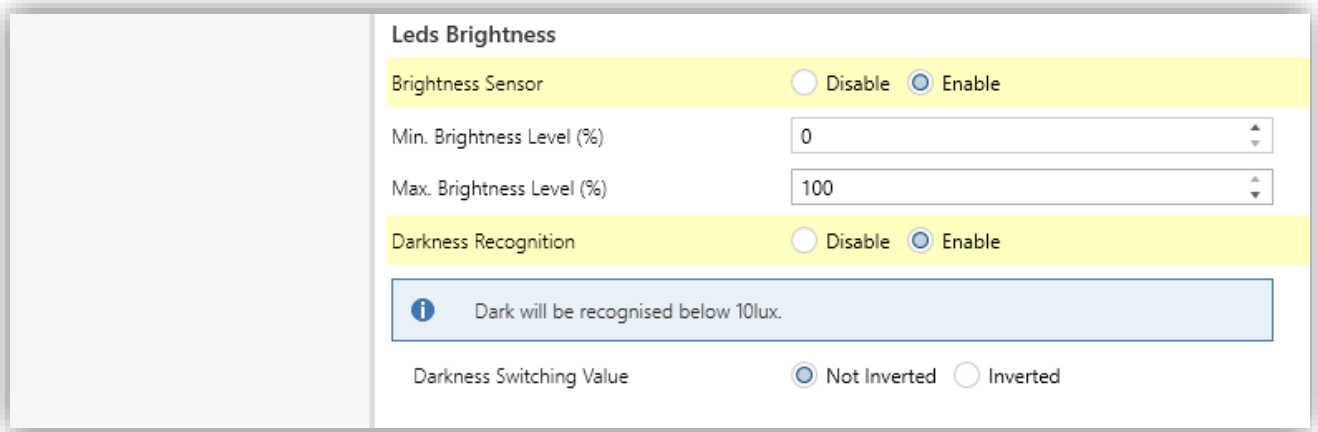 Leds Brightness
Brightness Sensor Disable Enable
Min. Brightness Level (%) 0
Max. Brightness Level (%) 100
Darkness Recognition Disable Enable
Dark will be recognised below 10lux.
Darkness Switching Value Not Inverted Inverted